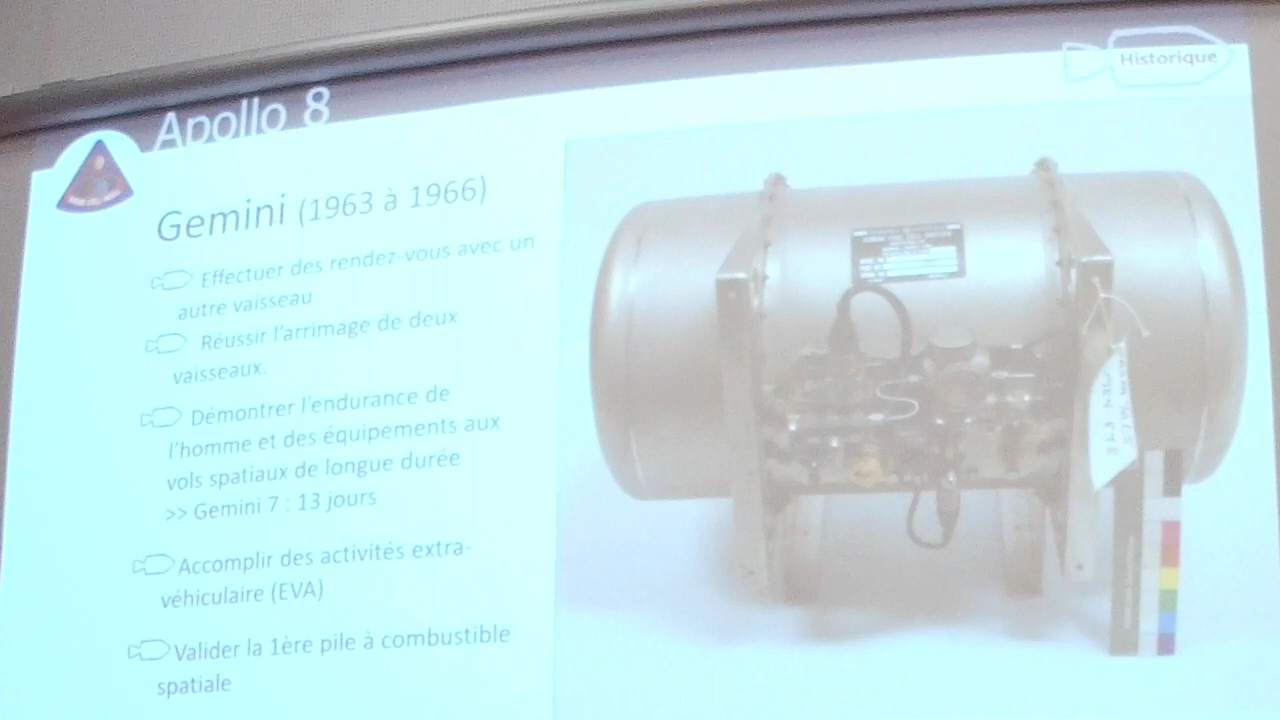 Historique
Apollo 8
Gemini (1963 à 1966)
Effectuer des rendez-vous avec un
autre vaisseau
Réussir l'arrimage de deux
vaisseaux.
Démontrer l'endurance de
l'homme et des équipements aux
vols spatiaux de longue durée
>> Gemini 7 : 13 jours
Accomplir des activités extra-
véhiculaire (EVA)
Valider la 1ère pile à combustible
spatiale